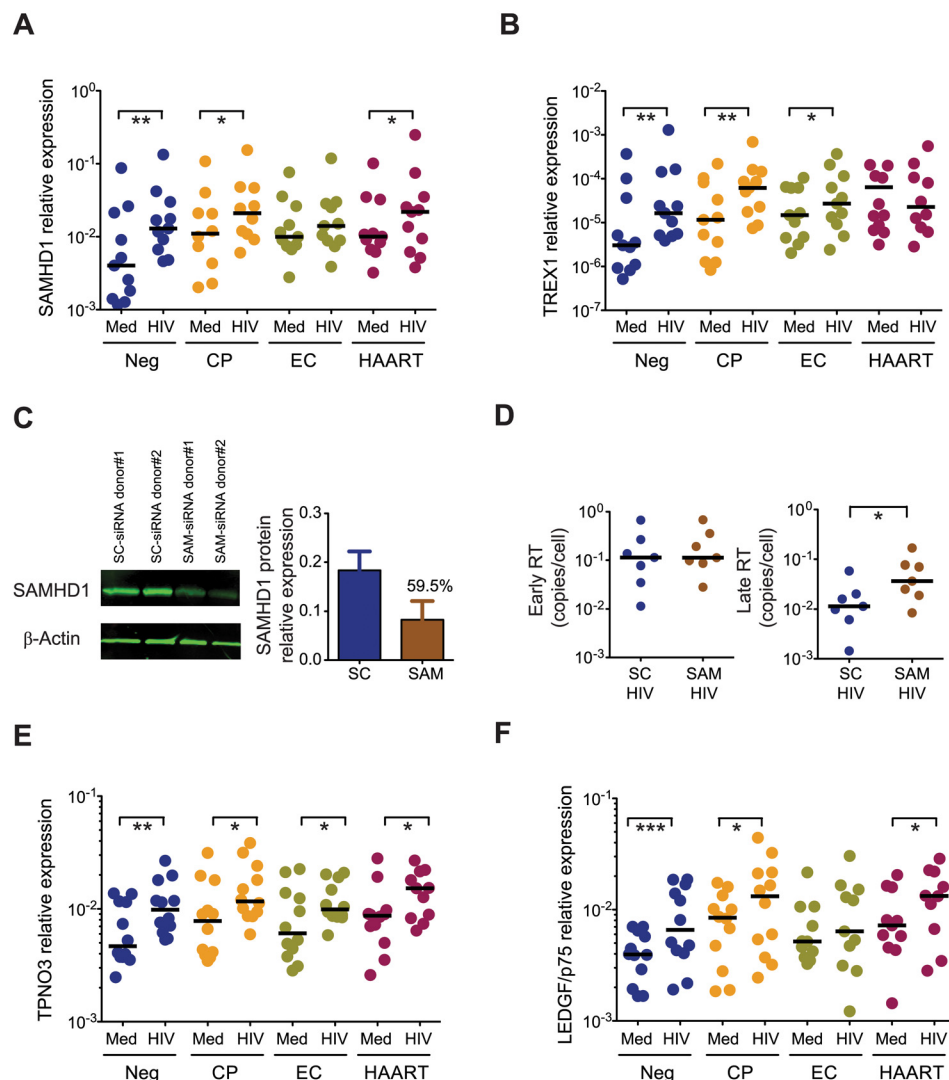 A
SAMHD1 relative expression
10⁰
10⁻¹
10⁻²
10⁻³
** * *
Med HIV Med HIV Med HIV Med HIV
Neg CP EC HAART
B
TREX1 relative expression
10⁻²
10⁻³
10⁻⁴
10⁻⁵
10⁻⁶
10⁻⁷
** ** *
Med HIV Med HIV Med HIV Med HIV
Neg CP EC HAART
C
SC-siRNA donor#1
SC-siRNA donor#2
SAM-siRNA donor#1
SAM-siRNA donor#2
SAMHD1
β-Actin
SAMHD1 protein
relative expression
0.3
0.2
0.1
0.0
59.5%
SC SAM
D
Early RT
(copies/cell)
10⁰
10⁻¹
10⁻²
10⁻³
SC SAM
HIV HIV
Late RT
(copies/cell)
10⁰
10⁻¹
10⁻²
10⁻³
*
SC SAM
HIV HIV
E
TPNO3 relative expression
10⁻¹
10⁻²
10⁻³
** * * *
Med HIV Med HIV Med HIV Med HIV
Neg CP EC HAART
F
LEDGF/p75 relative expression
10⁻¹
10⁻²
10⁻³
*** * *
Med HIV Med HIV Med HIV Med HIV
Neg CP EC HAART